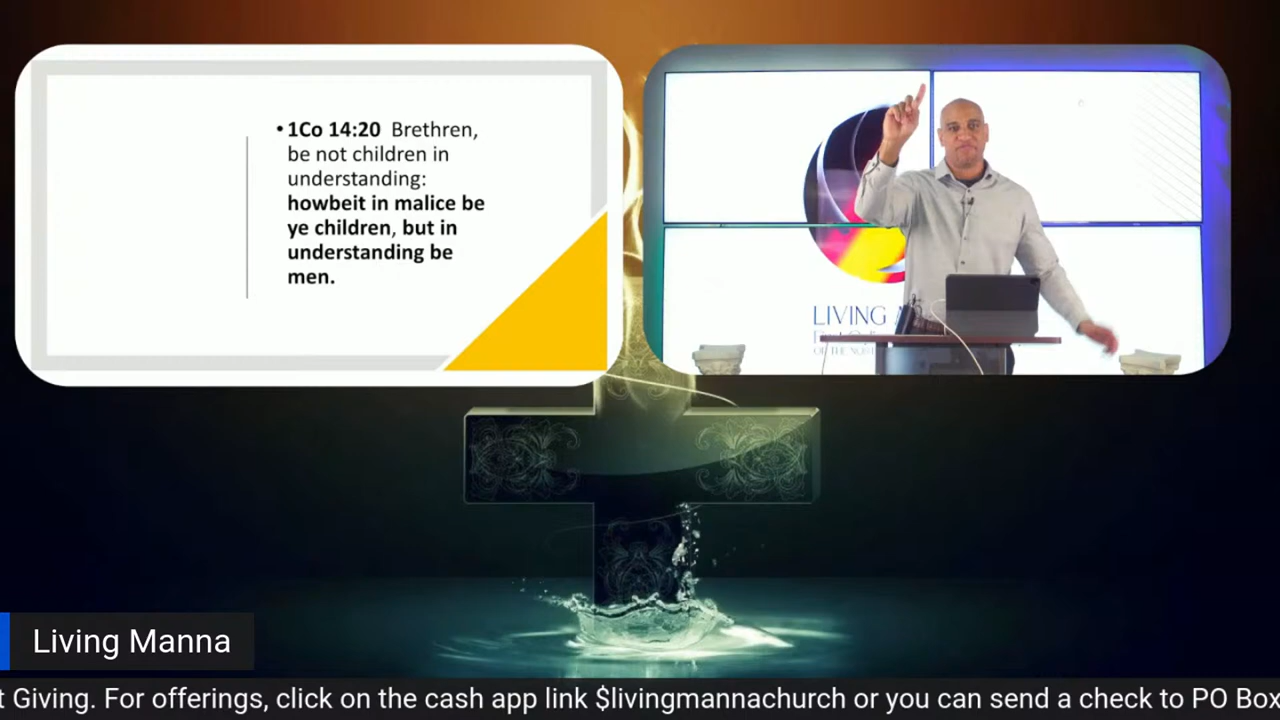 • 1Co 14:20 Brethren,
be not children in
understanding:
howbeit in malice be
ye children, but in
understanding be
men.
LIVING
Living Manna
t Giving. For offerings, click on the cash app link $livingmannachurch or you can send a check to PO Box